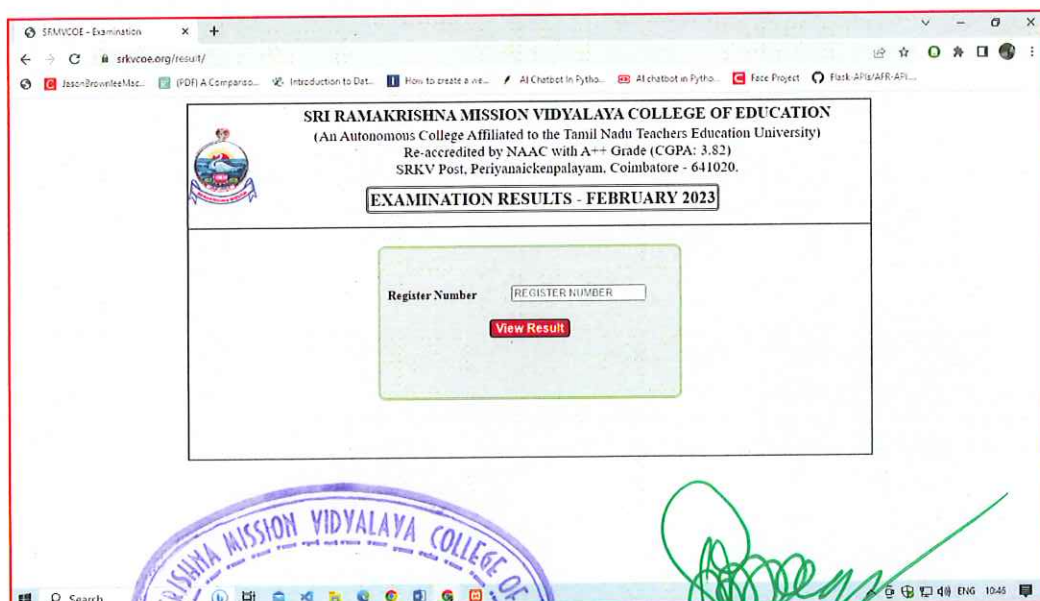 SRMVCOE - Examination
srkvcoe.org/result/
JasonBrownleeMac...
(PDF) A Compariso...
Introduction to Dat...
How to create a we...
AI Chatbot In Pytho...
AI chatbot in Pytho...
Face Project
Flask-APIs/AFR-API...
SRI RAMAKRISHNA MISSION VIDYALAYA COLLEGE OF EDUCATION
(An Autonomous College Affiliated to the Tamil Nadu Teachers Education University)
Re-accredited by NAAC with A++ Grade (CGPA: 3.82)
SRKV Post, Periyanaickenpalayam, Coimbatore - 641020.
EXAMINATION RESULTS - FEBRUARY 2023
Register Number
REGISTER NUMBER
View Result
RISHNA MISSION VIDYALAYA COLLEGE OF
Search
ENG 10:46